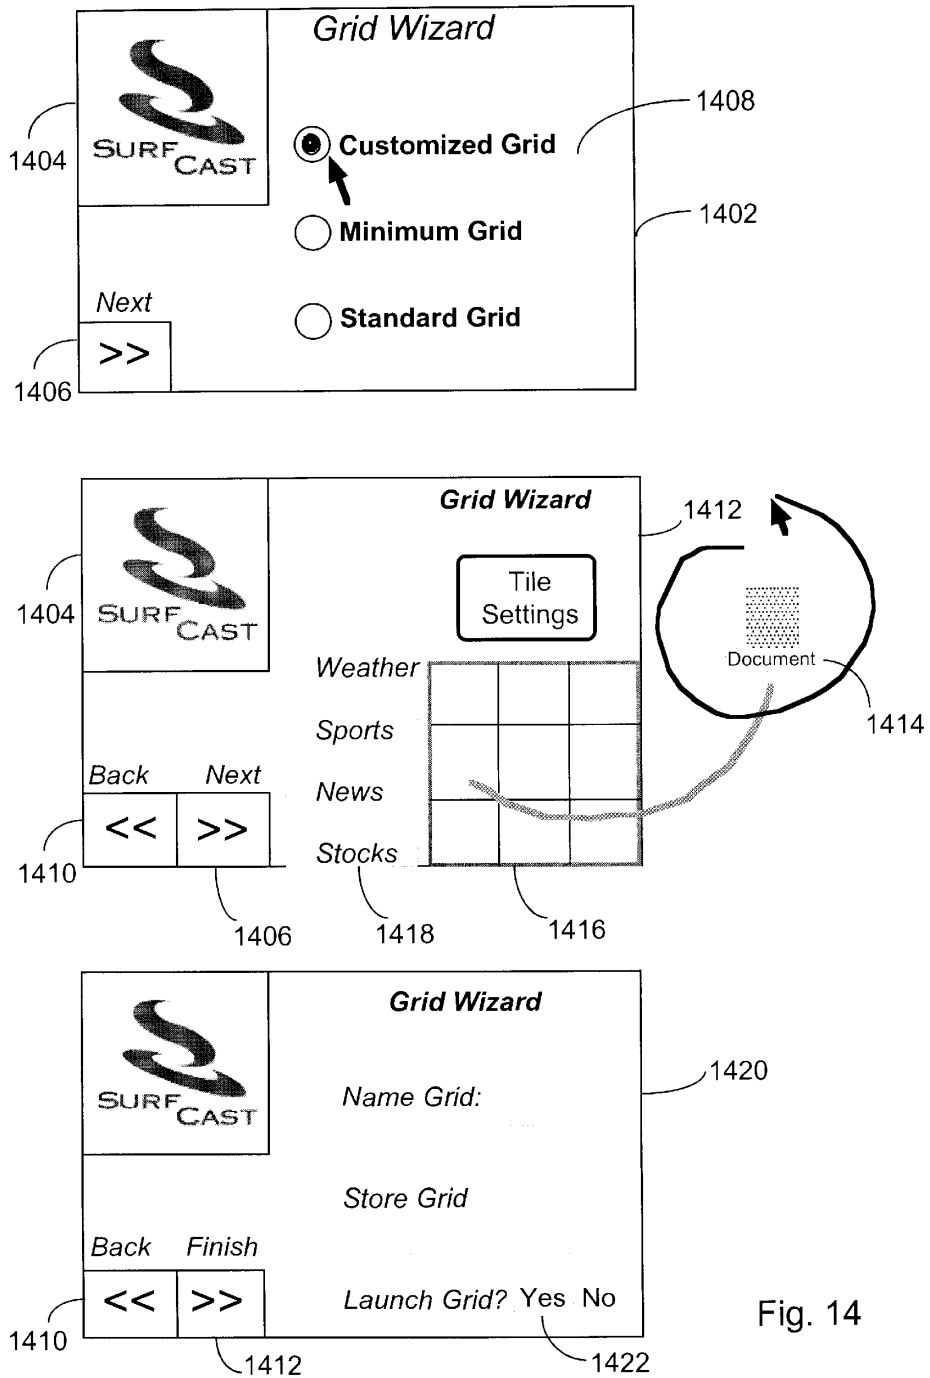 Grid Wizard
1408
Customized Grid
1404
SURF
CAST
1402
Minimum Grid
Next
Standard Grid
>>
1406
Grid Wizard
1412
Tile
Settings
1404
SURF
CAST
Document
Weather
1414
Sports
Back Next
News
<< >>
Stocks
1410
1406
1418
1416
Grid Wizard
1420
Name Grid:
SURF
CAST
Store Grid
Back Finish
<< >>
Launch Grid? Yes No
Fig. 14
1410
1412
1422